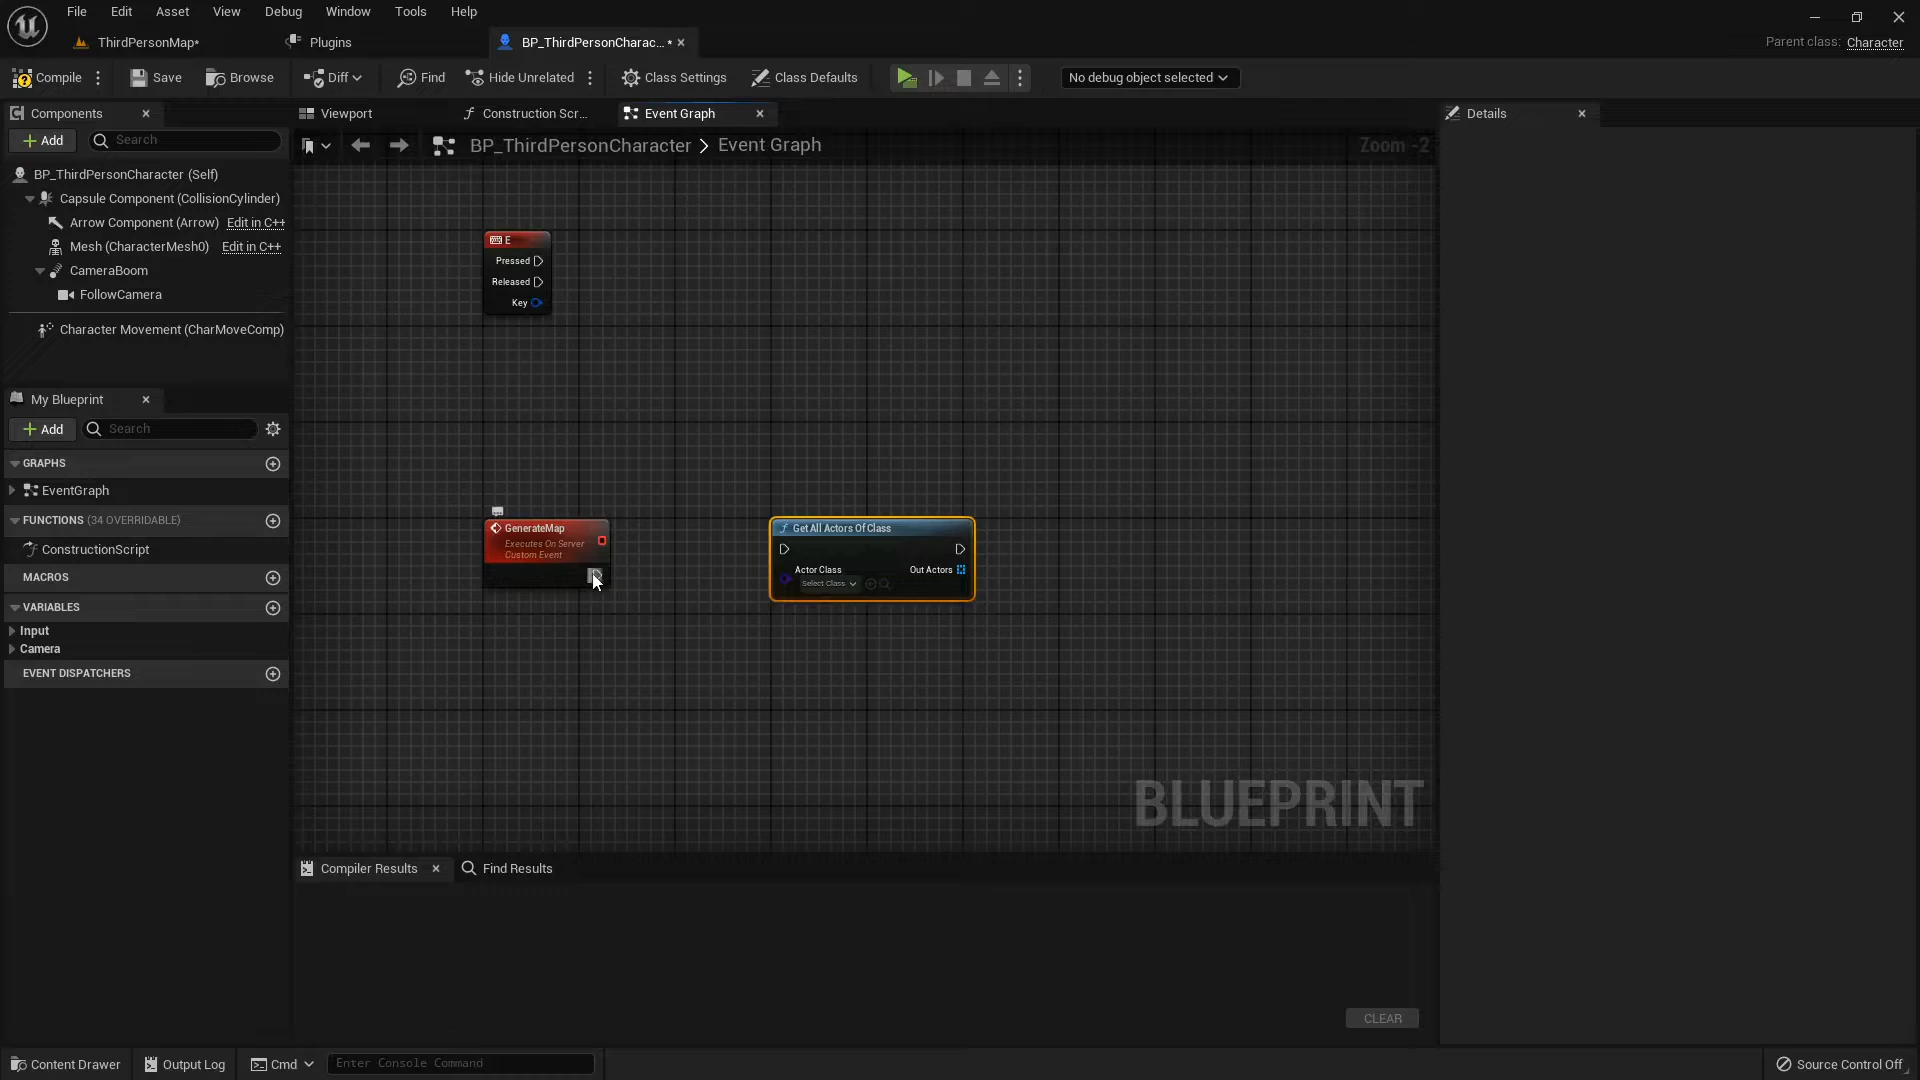 File Edit Asset View Debug Window Tools Help
ThirdPersonMap* Plugins BP_ThirdPersonCharac... * Parent class: Character
Compile Save Browse Diff Find Hide Unrelated Class Settings Class Defaults No debug object selected
Components Viewport Construction Scr... Event Graph Details
Add Search
BP_ThirdPersonCharacter > Event Graph Zoom -2
BP_ThirdPersonCharacter (Self)
Capsule Component (CollisionCylinder)
Arrow Component (Arrow) Edit in C++
Mesh (CharacterMesh0) Edit in C++
CameraBoom
FollowCamera
Character Movement (CharMoveComp)
E
Pressed
Released
Key
My Blueprint
Add Search
GRAPHS
EventGraph
FUNCTIONS (34 OVERRIDABLE)
ConstructionScript
MACROS
VARIABLES
Input
Camera
EVENT DISPATCHERS
GenerateMap
Executes On Server
Custom Event
Get All Actors Of Class
Actor Class Out Actors
Select Class
BLUEPRINT
Compiler Results Find Results
CLEAR
Content Drawer Output Log Cmd Enter Console Command Source Control Off